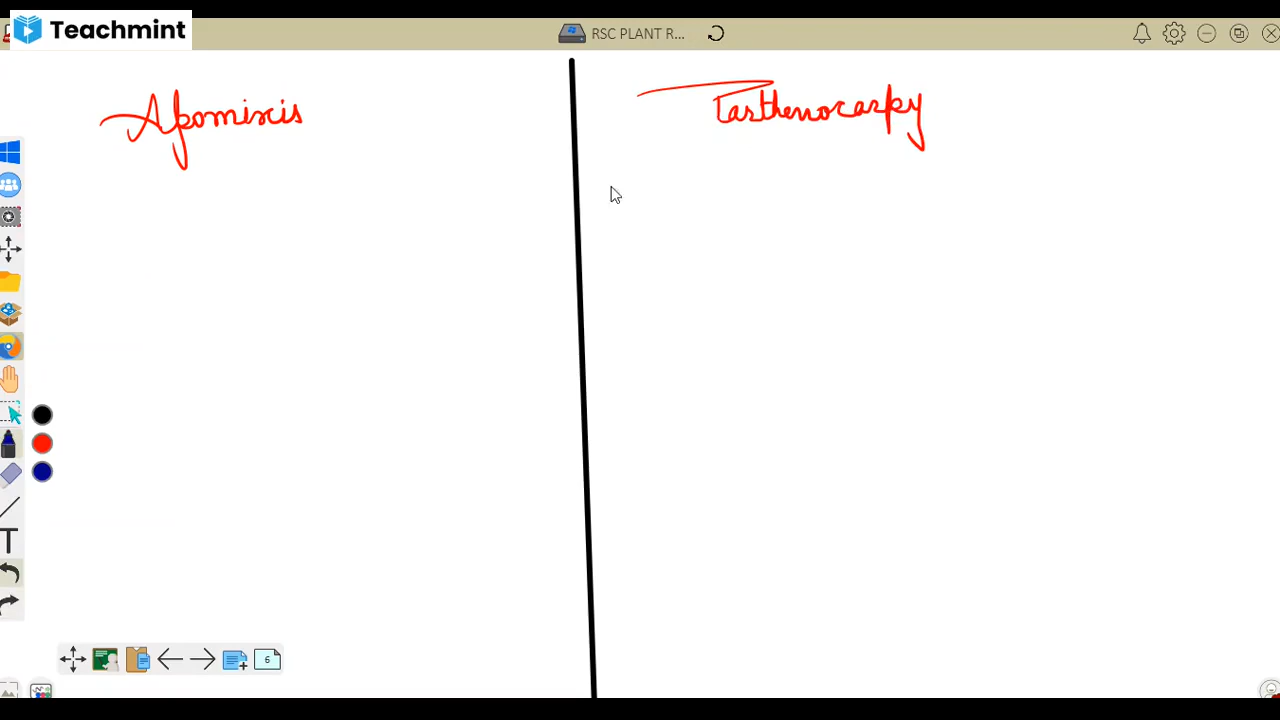 Teachmint
RSC PLANT R...
Apomixis
Parthenocarpy
T
6